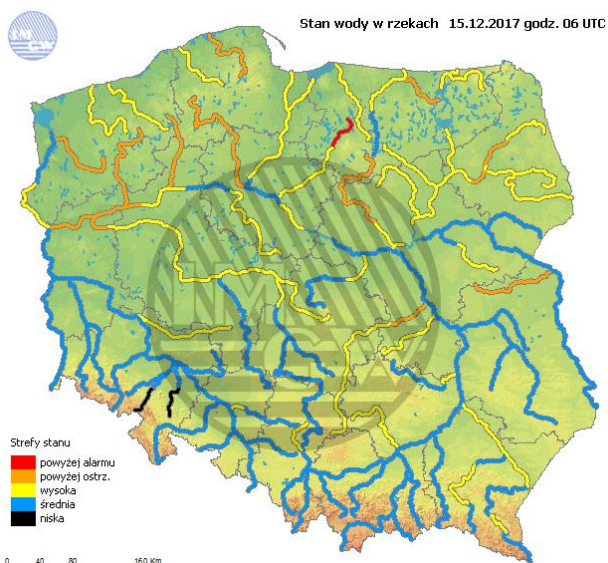 Stan wody w rzekach 15.12.2017 godz. 06 UTC
IMGW
Strefy stanu
powyżej alarmu
powyżej ostrz.
wysoka
średnia
niska
0 40 80 160 Km